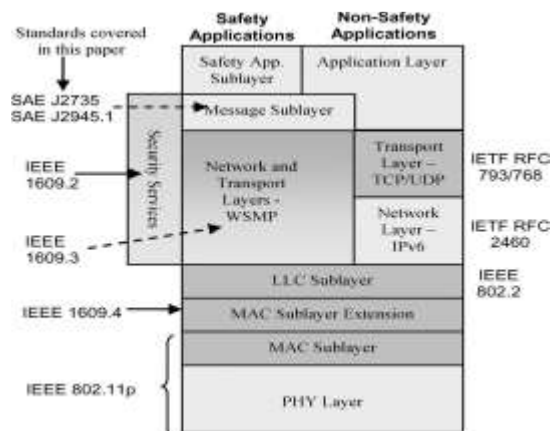 Standards covered
in this paper
Safety
Applications
Non-Safety
Applications
Safety App.
Sublayer
Application Layer
SAE J2735
SAE J2945.1
Message Sublayer
Security Services
IEEE
1609.2
Network and
Transport
Layers -
WSMP
Transport
Layer –
TCP/UDP
IETF RFC
793/768
IEEE
1609.3
Network
Layer – IPv6
IETF RFC
2460
LLC Sublayer
IEEE
802.2
IEEE 1609.4
MAC Sublayer Extension
MAC Sublayer
IEEE 802.11p
PHY Layer